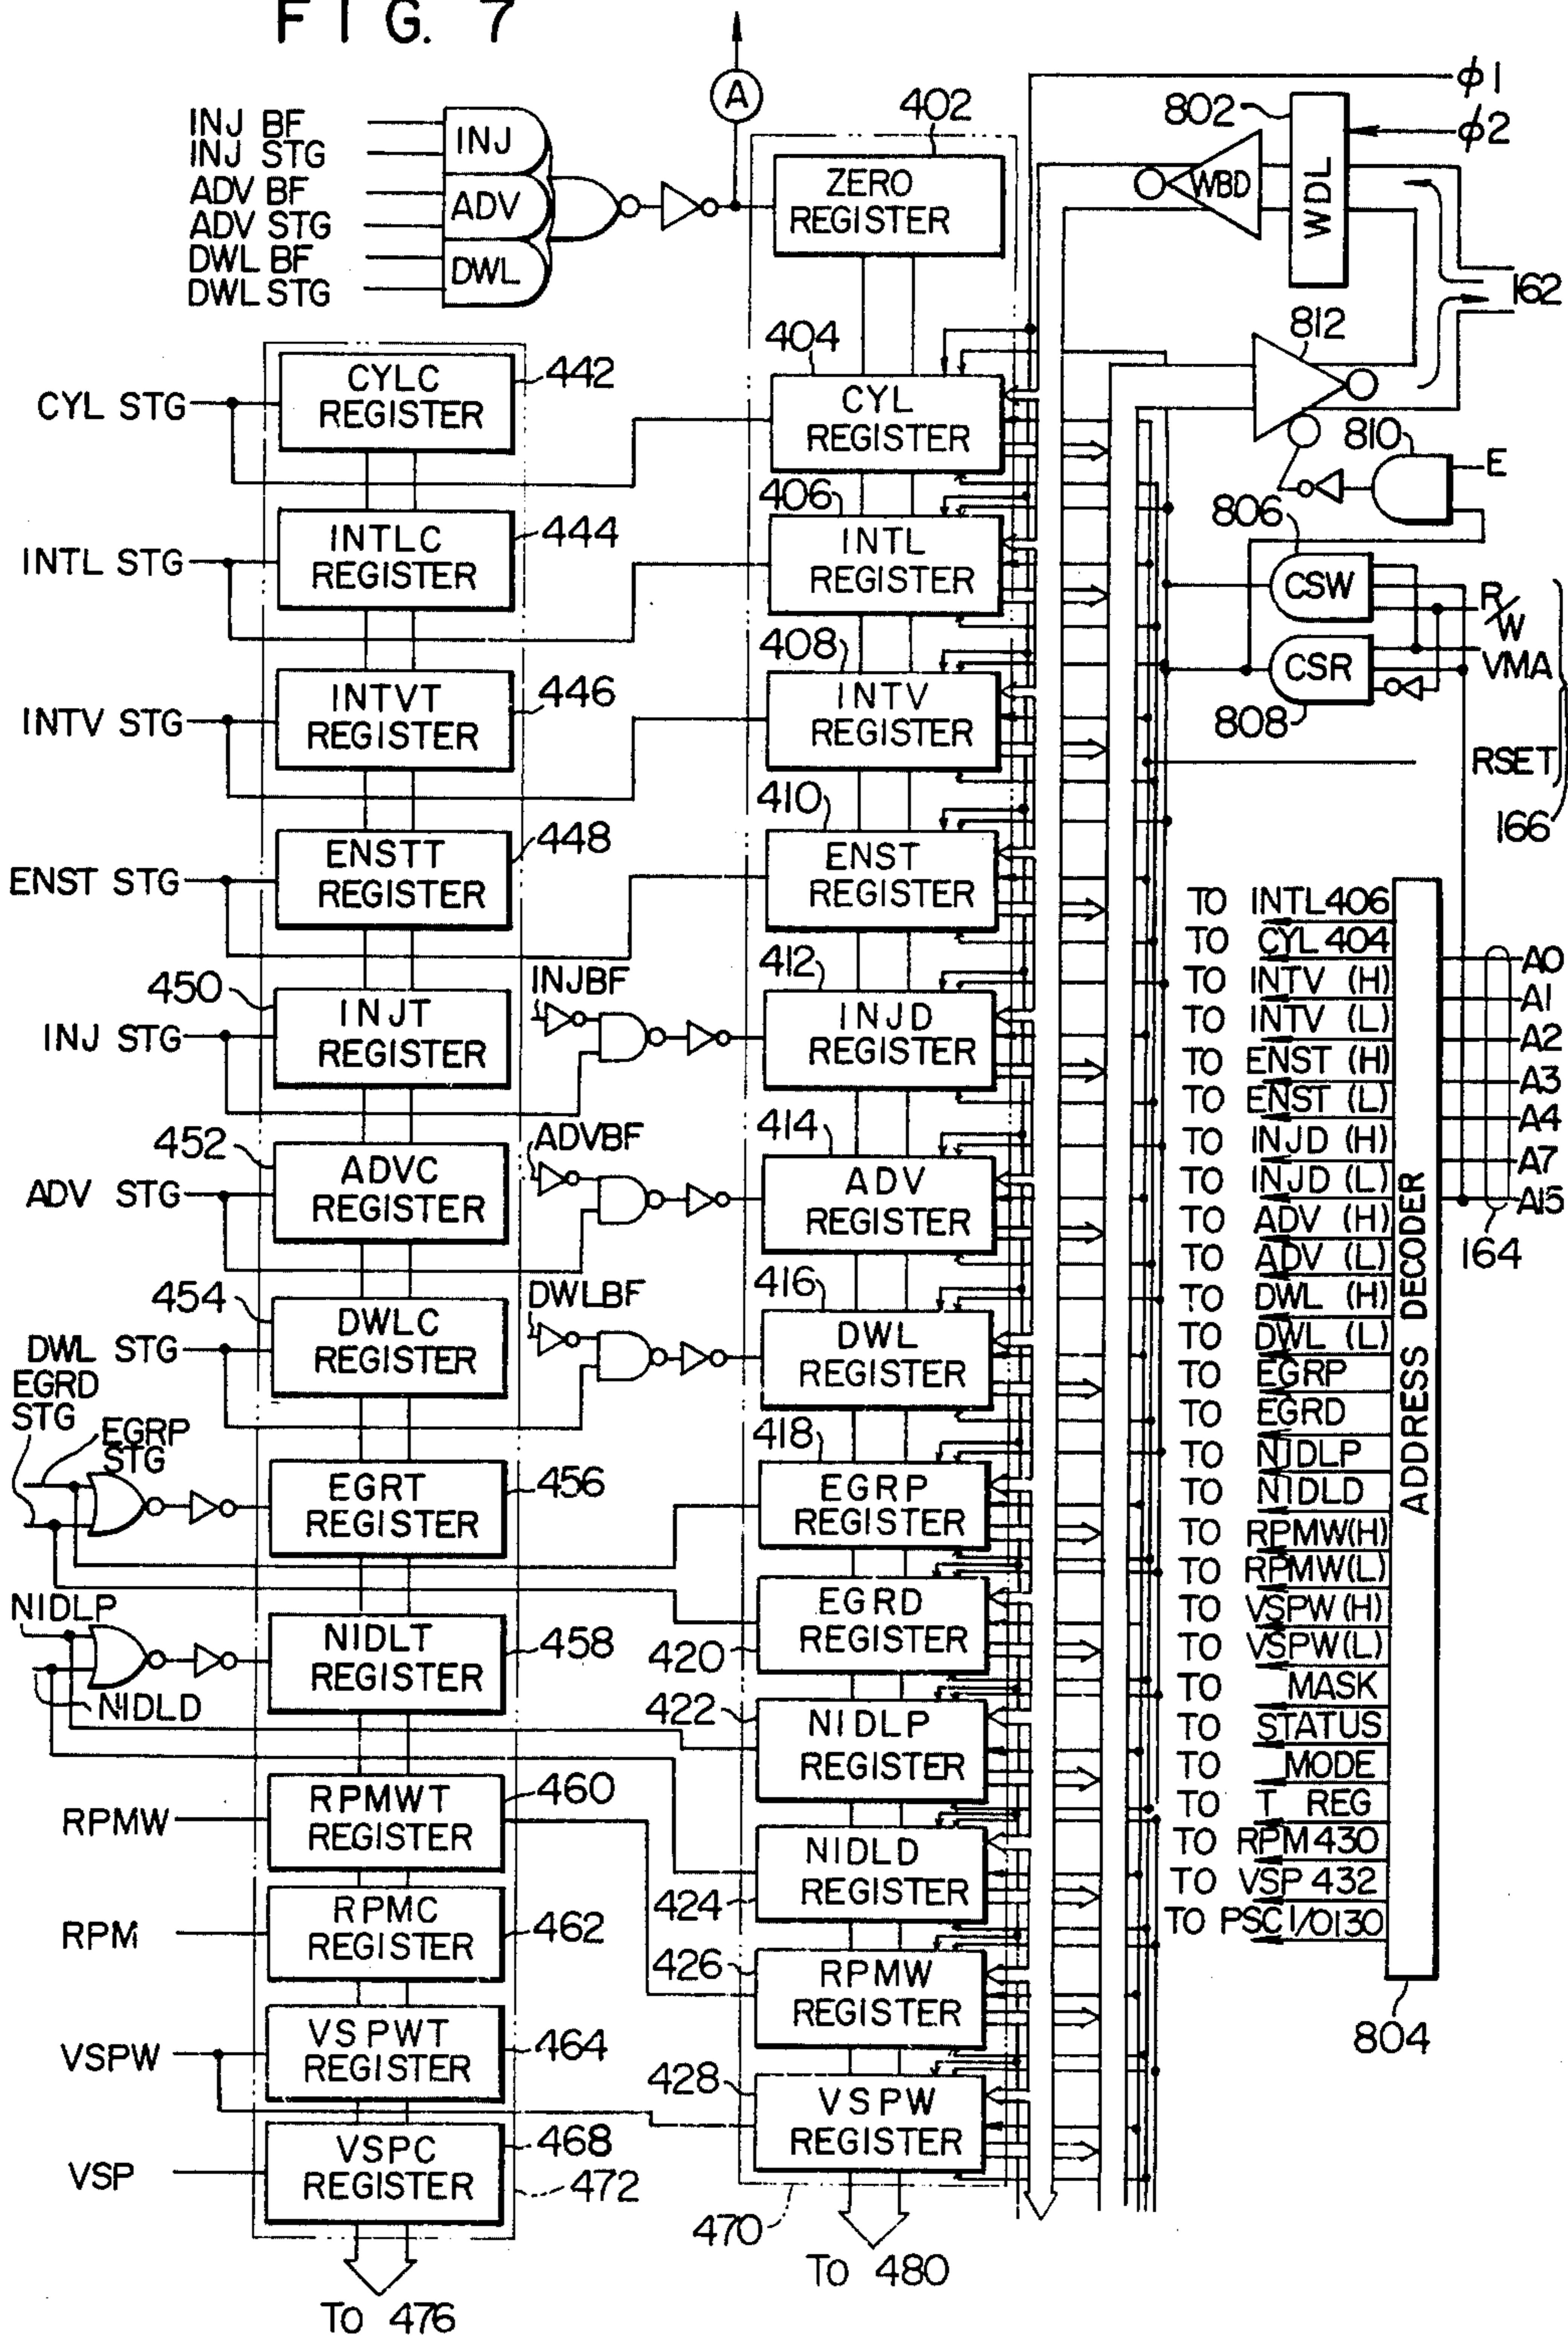 FIG. 7
A
INJ BF
INJ STG
ADV BF
ADV STG
DWL BF
DWL STG
INJ
ADV
DWL
402
ZERO
REGISTER
802
WBD
WDL
φ1
φ2
162
812
810
E
806
CSW
R/W
VMA
CSR
808
RSET
166
CYL STG
CYLC
REGISTER
442
404
CYL
REGISTER
INTL STG
INTLC
REGISTER
444
406
INTL
REGISTER
INTV STG
INTVT
REGISTER
446
408
INTV
REGISTER
ENST STG
ENSTT
REGISTER
448
410
ENST
REGISTER
INJ STG
450
INJT
REGISTER
INJBF
412
INJD
REGISTER
ADV STG
452
ADVC
REGISTER
ADVBF
414
ADV
REGISTER
DWL STG
454
DWLC
REGISTER
DWLBF
416
DWL
REGISTER
EGRD
STG
EGRP
STG
EGRT
REGISTER
456
418
EGRP
REGISTER
EGRD
REGISTER
420
NIDLP
NIDLD
NIDLT
REGISTER
458
422
NIDLP
REGISTER
RPMW
RPMWT
REGISTER
460
NIDLD
REGISTER
424
RPM
RPMC
REGISTER
462
426
RPMW
REGISTER
VSPW
VSPWT
REGISTER
464
428
VSPW
REGISTER
VSP
VSPC
REGISTER
468
472
470
TO 476
TO 480
TO INTL406
TO CYL404
TO INTV (H)
TO INTV (L)
TO ENST (H)
TO ENST (L)
TO INJD (H)
TO INJD (L)
TO ADV (H)
TO ADV (L)
TO DWL (H)
TO DWL (L)
TO EGRP
TO EGRD
TO NIDLP
TO NIDLD
TO RPMW(H)
TO RPMW(L)
TO VSPW(H)
TO VSPW(L)
TO MASK
TO STATUS
TO MODE
TO T REG
TO RPM430
TO VSP432
TO PSC I/O130
ADDRESS DECODER
A0
A1
A2
A3
A4
A7
A15
164
804